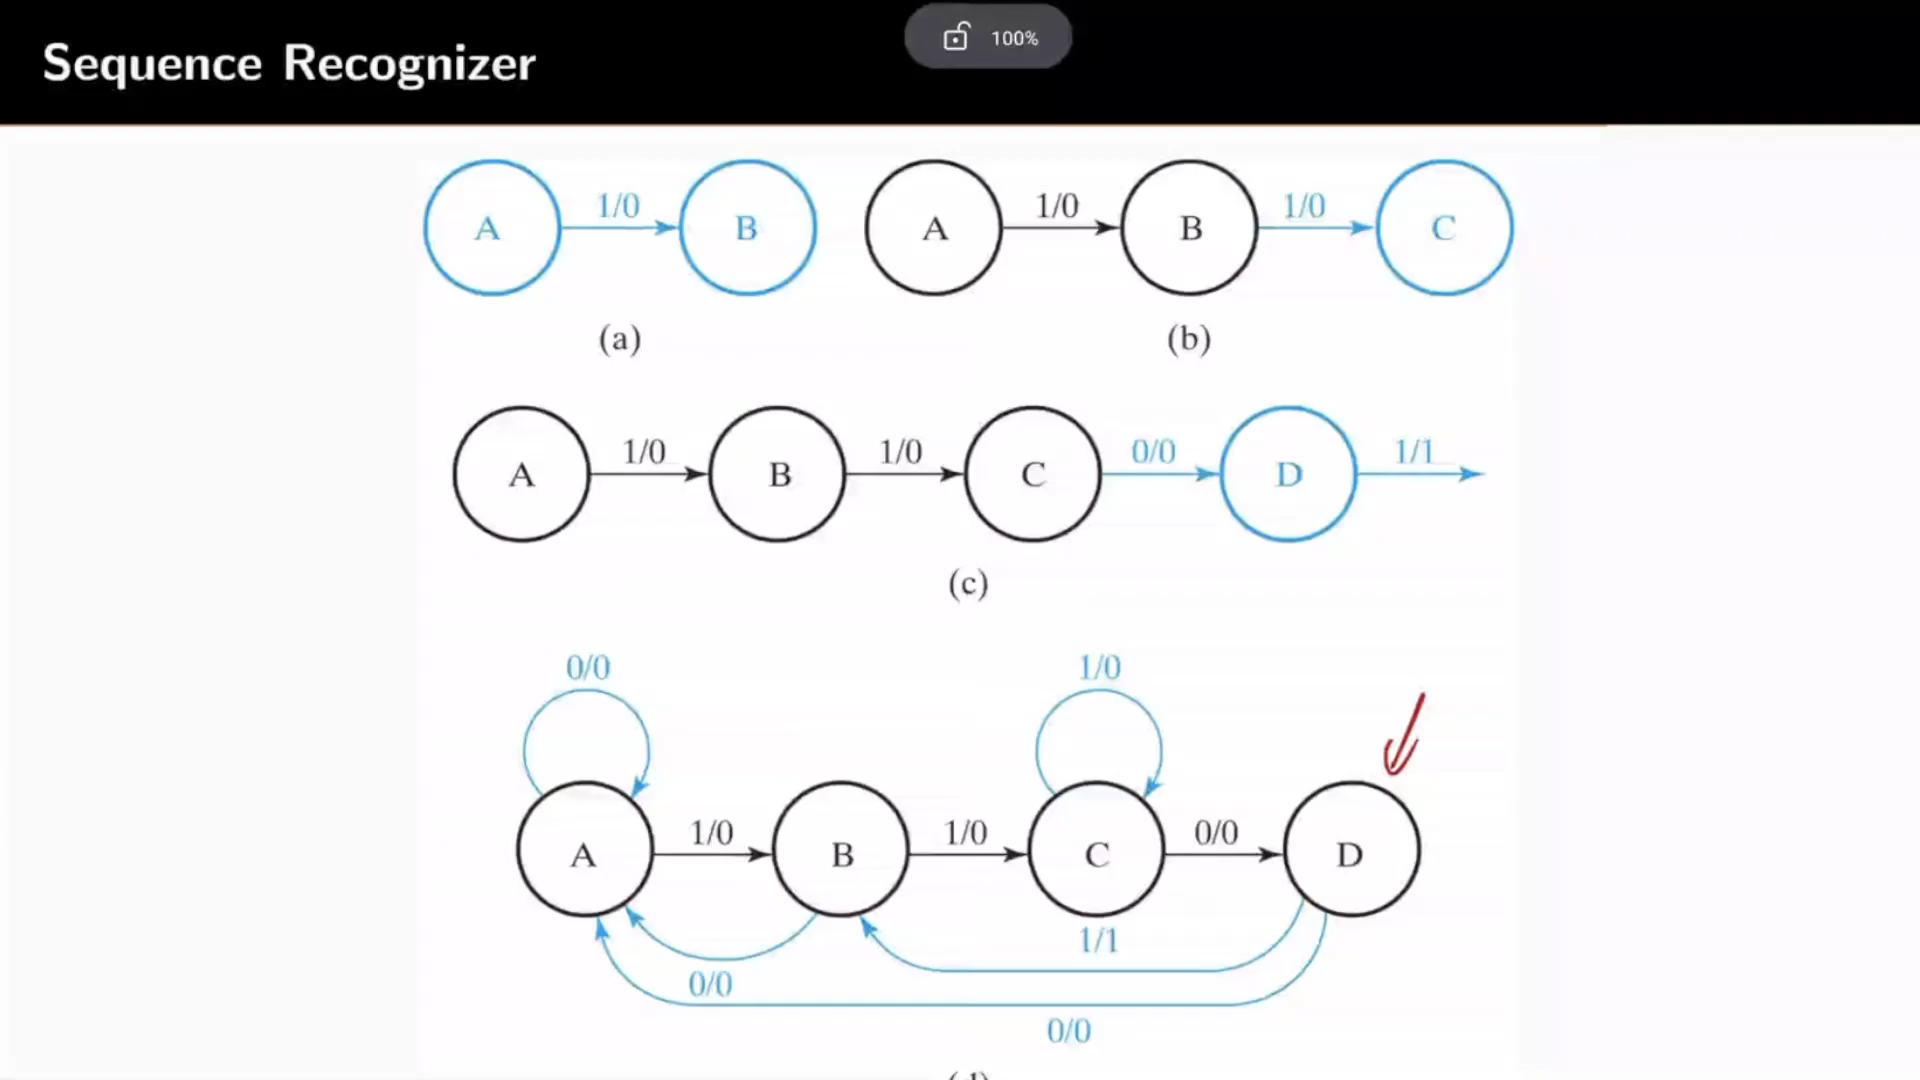 Sequence Recognizer
100%
A 1/0 B
A 1/0 B 1/0 C
(a)
(b)
A 1/0 B 1/0 C 0/0 D 1/1
(c)
0/0
1/0
A 1/0 B 1/0 C 0/0 D
1/1
0/0
0/0